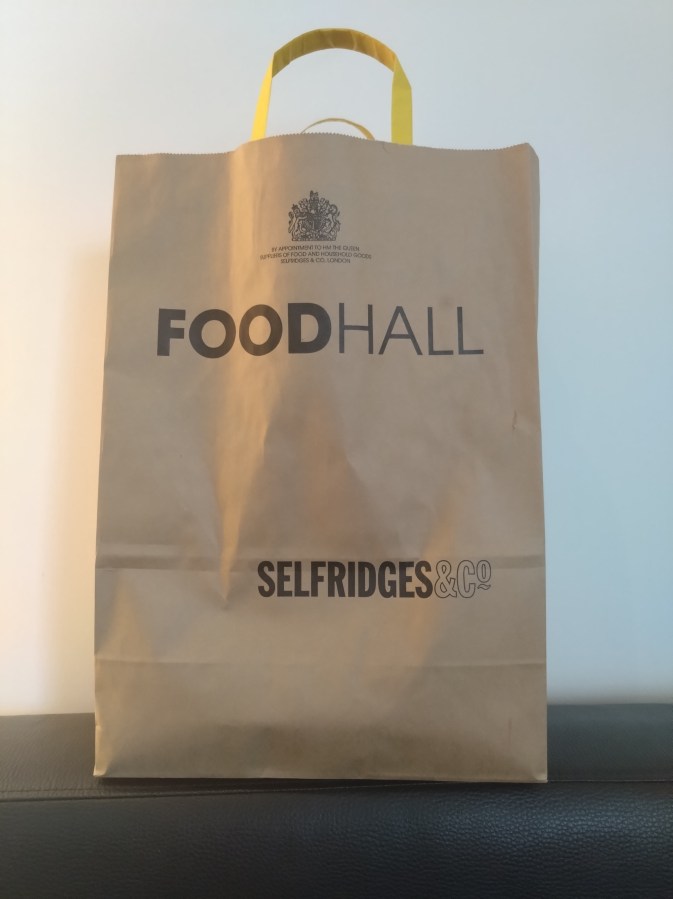 BY APPOINTMENT TO HM THE QUEEN
SUPPLIERS OF FOOD AND HOUSEHOLD GOODS
SELFRIDGES & CO. LONDON.
FOODHALL
SELFRIDGES&Co